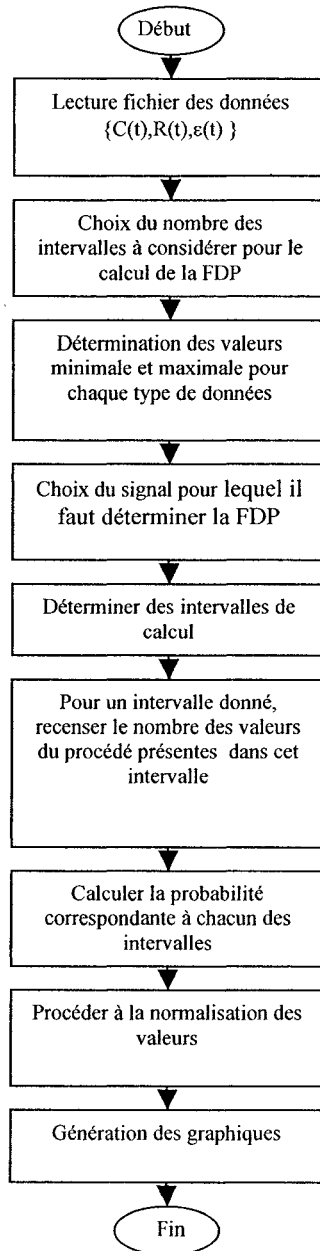 Début
Lecture fichier des données
{C(t),R(t),ε(t) }
Choix du nombre des
intervalles à considérer pour le
calcul de la FDP
Détermination des valeurs
minimale et maximale pour
chaque type de données
Choix du signal pour lequel il
faut déterminer la FDP
Déterminer des intervalles de
calcul
Pour un intervalle donné,
recenser le nombre des valeurs
du procédé présentes dans cet
intervalle
Calculer la probabilité
correspondante à chacun des
intervalles
Procéder à la normalisation des
valeurs
Génération des graphiques
Fin